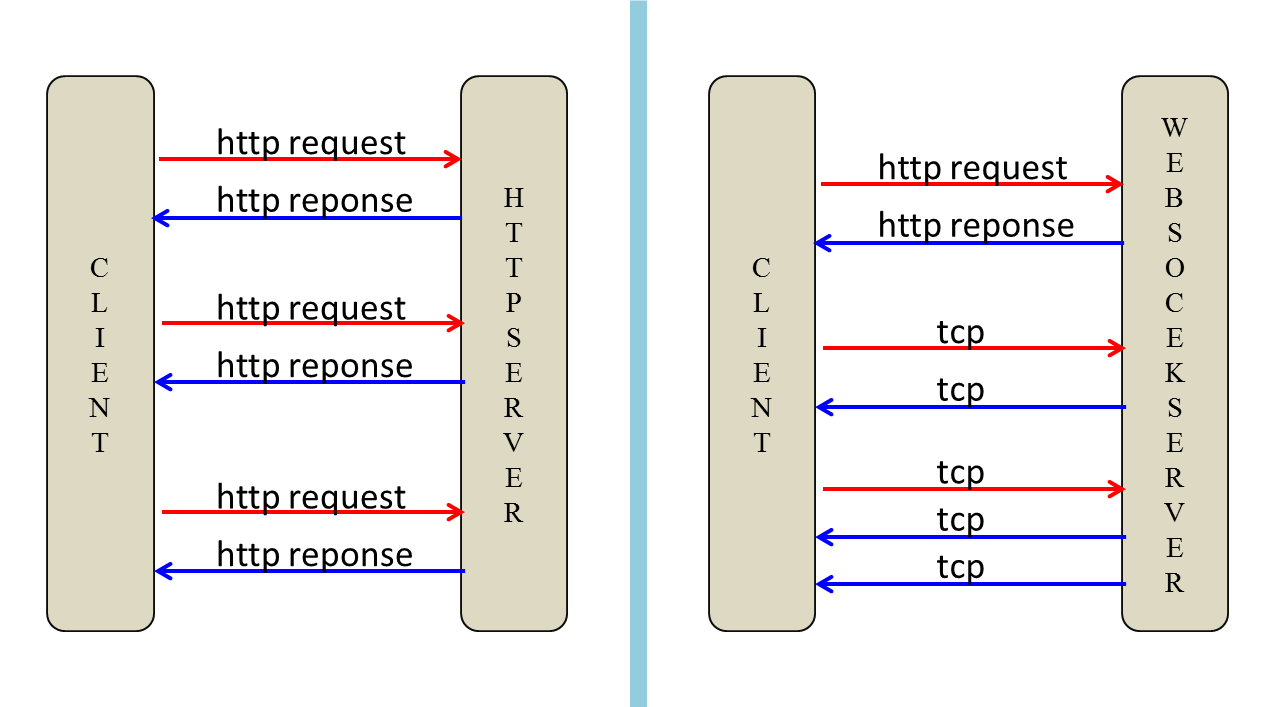 CLIENT
http request
http reponse
http request
http reponse
http request
http reponse
HTTPSERVER
CLIENT
http request
http reponse
tcp
tcp
tcp
tcp
tcp
WEBSOCEKSERVER